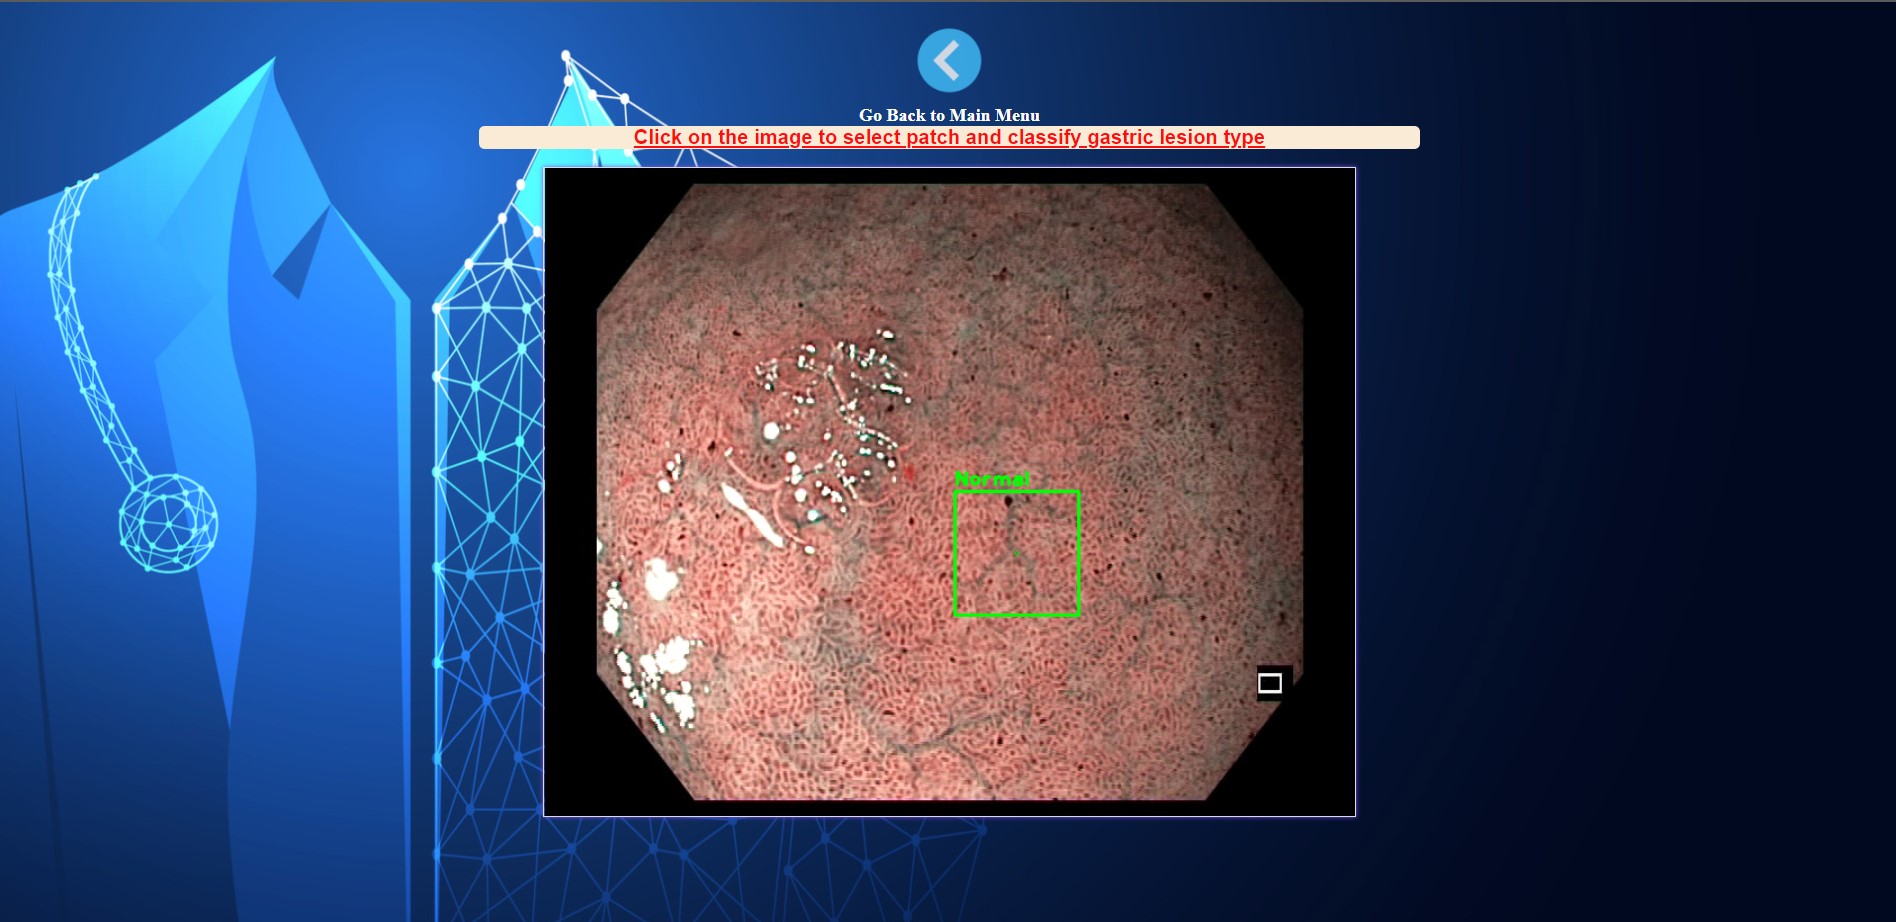 Go Back to Main Menu
Click on the image to select patch and classify gastric lesion type
Normal